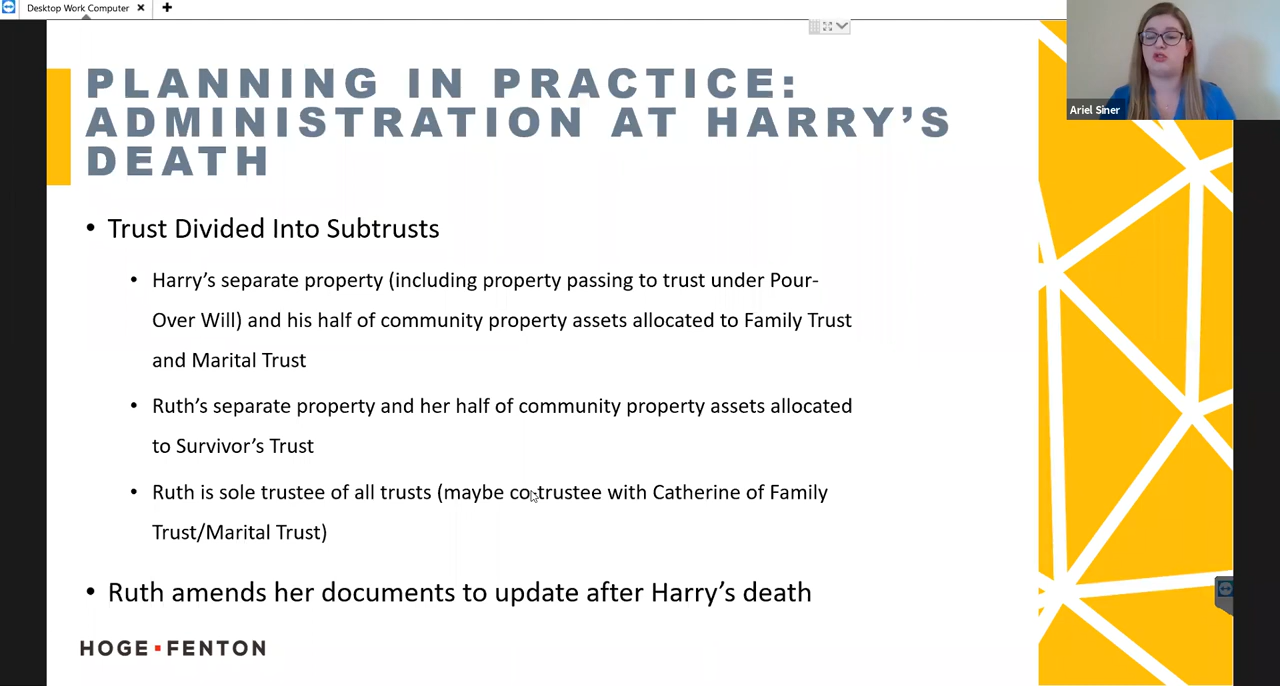 Desktop Work Computer
PLANNING IN PRACTICE:
ADMINISTRATION AT HARRY'S
DEATH
Ariel Siner
• Trust Divided Into Subtrusts
• Harry's separate property (including property passing to trust under Pour-
Over Will) and his half of community property assets allocated to Family Trust
and Marital Trust
• Ruth's separate property and her half of community property assets allocated
to Survivor's Trust
• Ruth is sole trustee of all trusts (maybe co-trustee with Catherine of Family
Trust/Marital Trust)
• Ruth amends her documents to update after Harry's death
HOGE FENTON